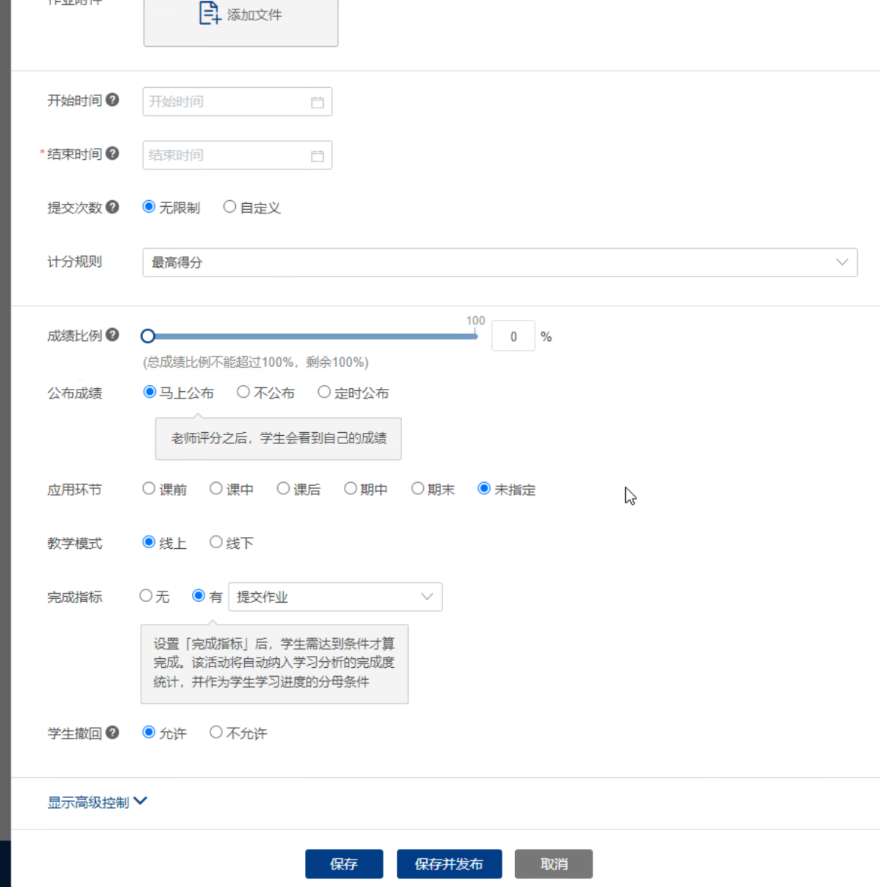 作业附件
添加文件
开始时间 ? 开始时间
*结束时间 ? 结束时间
提交次数 ? 无限制 自定义
计分规则 最高得分
100
成绩比例 ? 0 %
(总成绩比例不能超过100%，剩余100%)
公布成绩 马上公布 不公布 定时公布
老师评分之后，学生会看到自己的成绩
应用环节 课前 课中 课后 期中 期末 未指定
教学模式 线上 线下
完成指标 无 有 提交作业
设置「完成指标」后，学生需达到条件才算
完成。该活动将自动纳入学习分析的完成度
统计，并作为学生学习进度的分母条件
学生撤回 ? 允许 不允许
显示高级控制
保存 保存并发布 取消